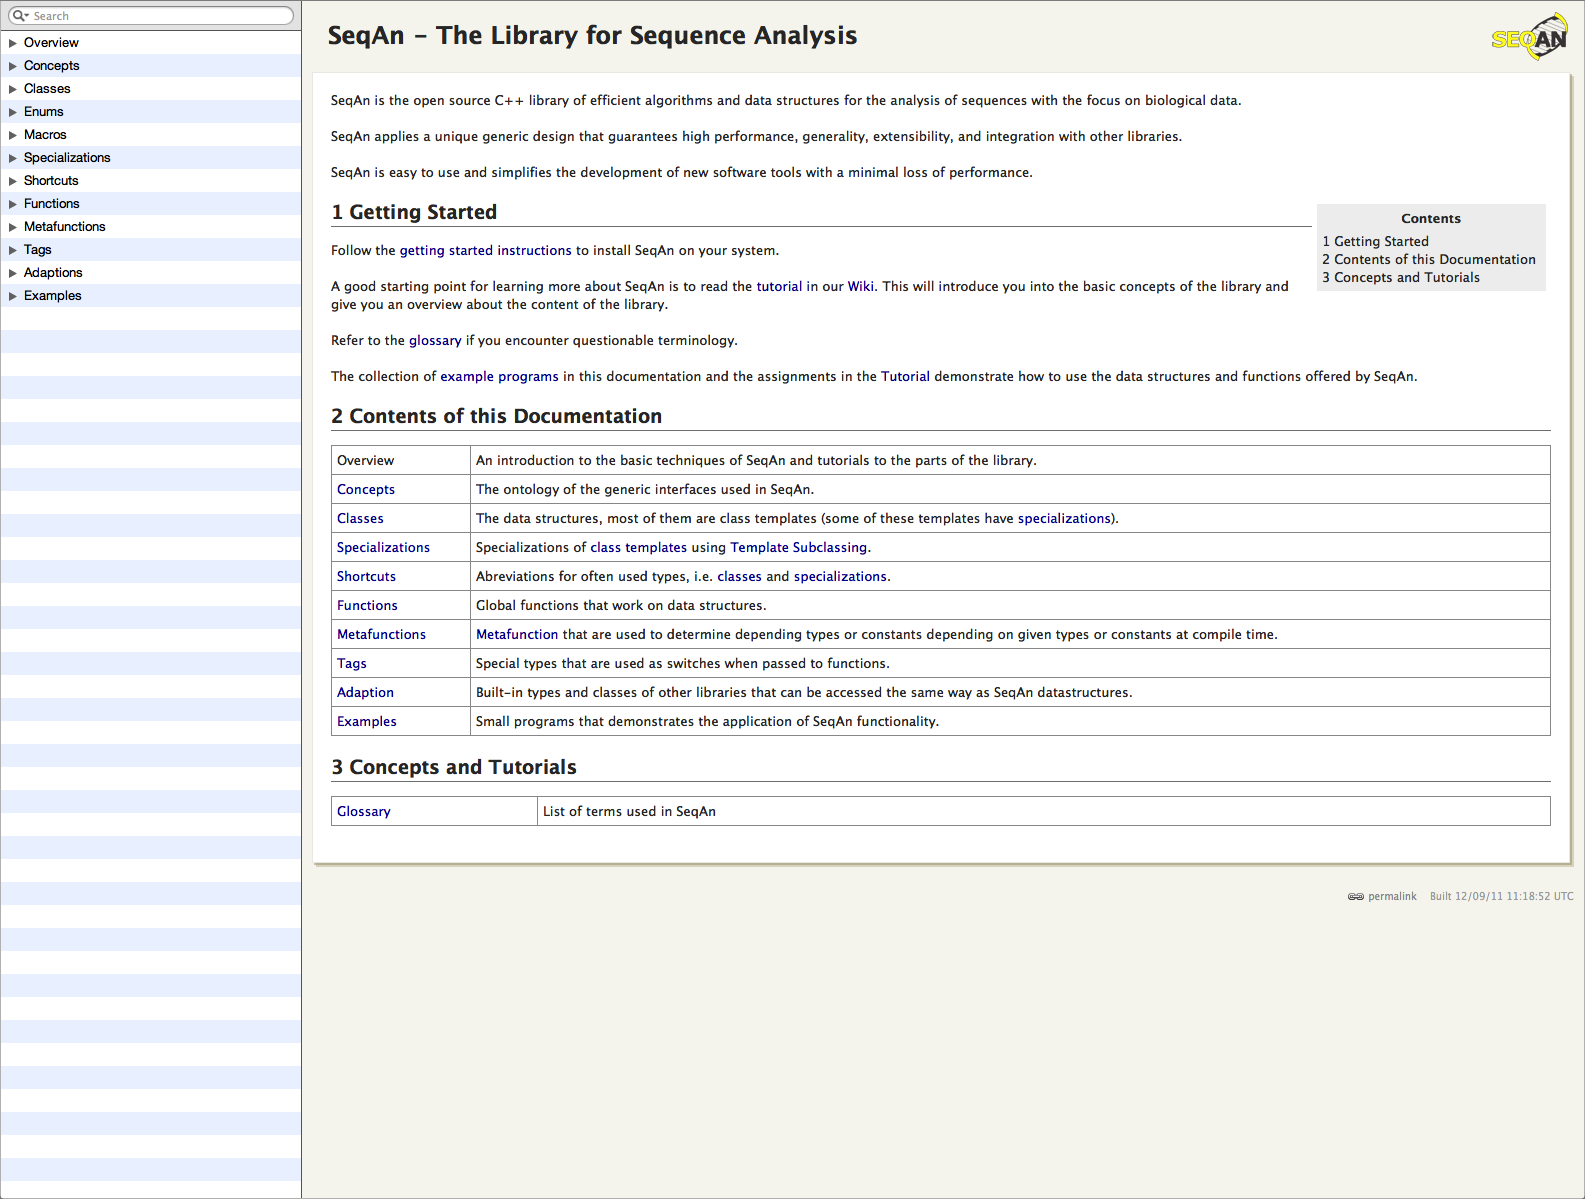 Search
Overview
Concepts
Classes
Enums
Macros
Specializations
Shortcuts
Functions
Metafunctions
Tags
Adaptions
Examples
SeqAn - The Library for Sequence Analysis
SEQAN
SeqAn is the open source C++ library of efficient algorithms and data structures for the analysis of sequences with the focus on biological data.
SeqAn applies a unique generic design that guarantees high performance, generality, extensibility, and integration with other libraries.
SeqAn is easy to use and simplifies the development of new software tools with a minimal loss of performance.
Contents
1 Getting Started
2 Contents of this Documentation
3 Concepts and Tutorials
1 Getting Started
Follow the getting started instructions to install SeqAn on your system.
A good starting point for learning more about SeqAn is to read the tutorial in our Wiki. This will introduce you into the basic concepts of the library and
give you an overview about the content of the library.
Refer to the glossary if you encounter questionable terminology.
The collection of example programs in this documentation and the assignments in the Tutorial demonstrate how to use the data structures and functions offered by SeqAn.
2 Contents of this Documentation
Overview An introduction to the basic techniques of SeqAn and tutorials to the parts of the library.
Concepts The ontology of the generic interfaces used in SeqAn.
Classes The data structures, most of them are class templates (some of these templates have specializations).
Specializations Specializations of class templates using Template Subclassing.
Shortcuts Abreviations for often used types, i.e. classes and specializations.
Functions Global functions that work on data structures.
Metafunctions Metafunction that are used to determine depending types or constants depending on given types or constants at compile time.
Tags Special types that are used as switches when passed to functions.
Adaption Built-in types and classes of other libraries that can be accessed the same way as SeqAn datastructures.
Examples Small programs that demonstrates the application of SeqAn functionality.
3 Concepts and Tutorials
Glossary List of terms used in SeqAn
permalink Built 12/09/11 11:18:52 UTC